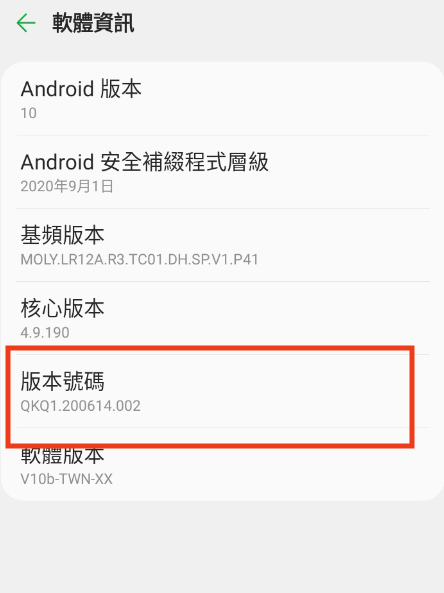 軟體資訊
Android 版本
10
Android 安全補綴程式層級
2020年9月1日
基頻版本
MOLY.LR12A.R3.TC01.DH.SP.V1.P41
核心版本
4.9.190
版本號碼
QKQ1.200614.002
軟體版本
V10b-TWN-XX